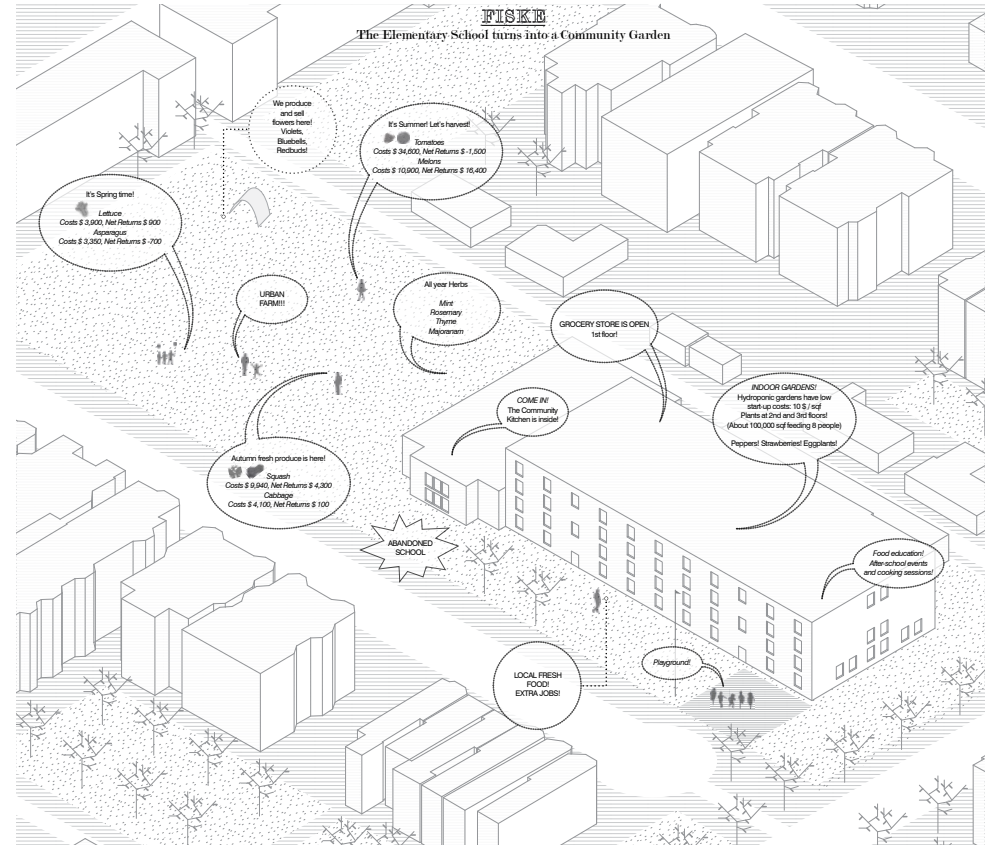 FISKE
The Elementary School turns into a Community Garden
We produce
and sell
flowers here!
Violets,
Bluebells,
Redbuds!
It's Summer! Let's harvest!
Tomatoes
Costs $ 34,600, Net Returns $ -1,500
Melons
Costs $ 10,900, Net Returns $ 16,400
It's Spring time!
Lettuce
Costs $ 3,900, Net Returns $ 900
Asparagus
Costs $ 3,350, Net Returns $ -700
URBAN
FARM!!!
All year Herbs
Mint
Rosemary
Thyme
Majoranam
GROCERY STORE IS OPEN
1st floor!
COME IN!
The Community
Kitchen is inside!
INDOOR GARDENS!
Hydroponic gardens have low
start-up costs: 10 $ / sqf
Plants at 2nd and 3rd floors!
(About 100,000 sqf feeding 8 people)
Peppers! Strawberries! Eggplants!
Autumn fresh produce is here!
Squash
Costs $ 9,940, Net Returns $ 4,300
Cabbage
Costs $ 4,100, Net Returns $ 100
ABANDONED
SCHOOL
Food education!
After-school events
and cooking sessions!
LOCAL FRESH
FOOD!
EXTRA JOBS!
Playground!